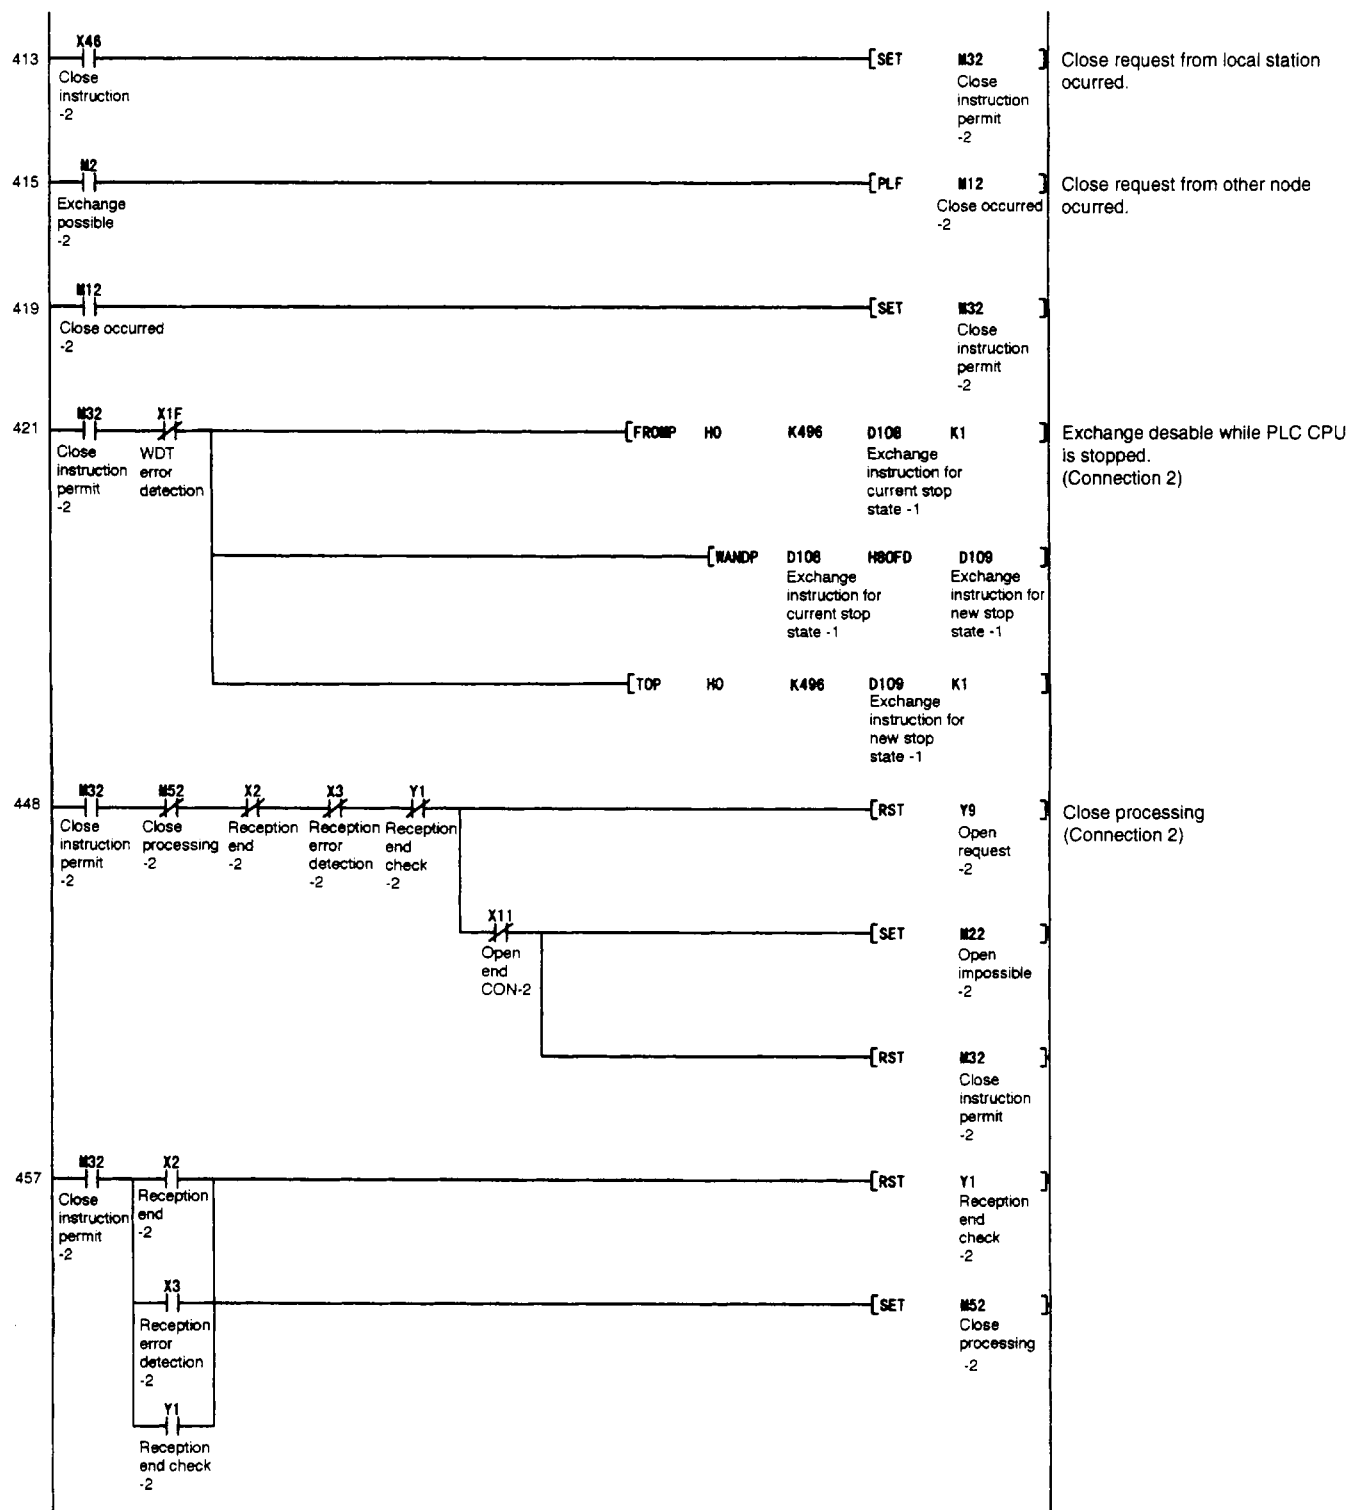 X46
413
[SET M32 ]
Close request from local station
ocurred.
Close
instruction
-2
Close
instruction
permit
-2
M2
415
[PLF M12 ]
Close request from other node
ocurred.
Exchange
possible
-2
Close occurred
-2
M12
419
[SET M32 ]
Close occurred
-2
Close
instruction
permit
-2
M32 X1F
421
[FROMP H0 K496 D108 K1 ]
Exchange desable while PLC CPU
is stopped.
(Connection 2)
Close
instruction
permit
-2
WDT
error
detection
Exchange
instruction for
current stop
state -1
[WANDP D108 H80FD D109 ]
Exchange
instruction for
current stop
state -1
Exchange
instruction for
new stop
state -1
[TOP H0 K496 D109 K1 ]
Exchange
instruction for
new stop
state -1
M32 M52 X2 X3 Y1
448
[RST Y9 ]
Close processing
(Connection 2)
Close
instruction
permit
-2
Close
processing
-2
Reception
end
-2
Reception
error
detection
-2
Reception
end
check
-2
Open
request
-2
X11
[SET M22 ]
Open
end
CON-2
Open
impossible
-2
[RST M32 ]
Close
instruction
permit
-2
M32 X2
457
[RST Y1 ]
Close
instruction
permit
-2
Reception
end
-2
Reception
end
check
-2
X3
[SET M52 ]
Reception
error
detection
-2
Close
processing
-2
Y1
Reception
end check
-2